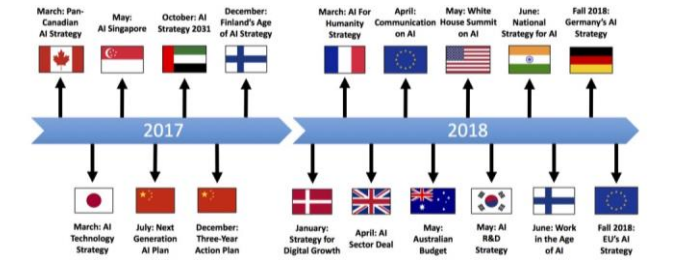 March: Pan-
Canadian
AI Strategy
May:
AI Singapore
October: AI
Strategy 2031
December:
Finland's Age
of AI Strategy
March: AI For
Humanity
Strategy
April:
Communication
on AI
May: White
House Summit
on AI
June:
National
Strategy for AI
Fall 2018:
Germany's AI
Strategy
2017
2018
March: AI
Technology
Strategy
July: Next
Generation
AI Plan
December:
Three-Year
Action Plan
January:
Strategy for
Digital Growth
April: AI
Sector Deal
May:
Australian
Budget
May: AI
R&D
Strategy
June: Work
in the Age
of AI
Fall 2018:
EU's AI
Strategy